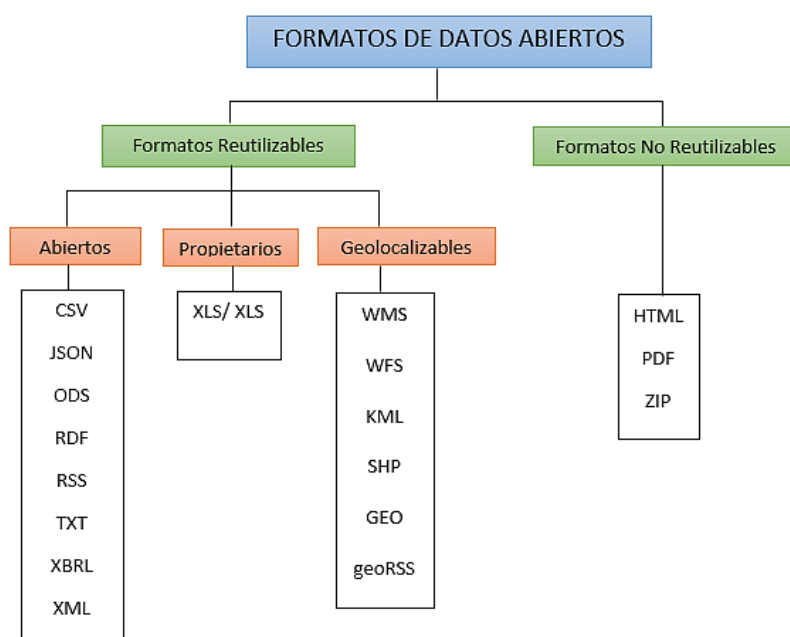 FORMATOS DE DATOS ABIERTOS
Formatos Reutilizables
Formatos No Reutilizables
Abiertos
Propietarios
Geolocalizables
CSV
JSON
ODS
RDF
RSS
TXT
XBRL
XML
XLS/ XLS
WMS
WFS
KML
SHP
GEO
geoRSS
HTML
PDF
ZIP